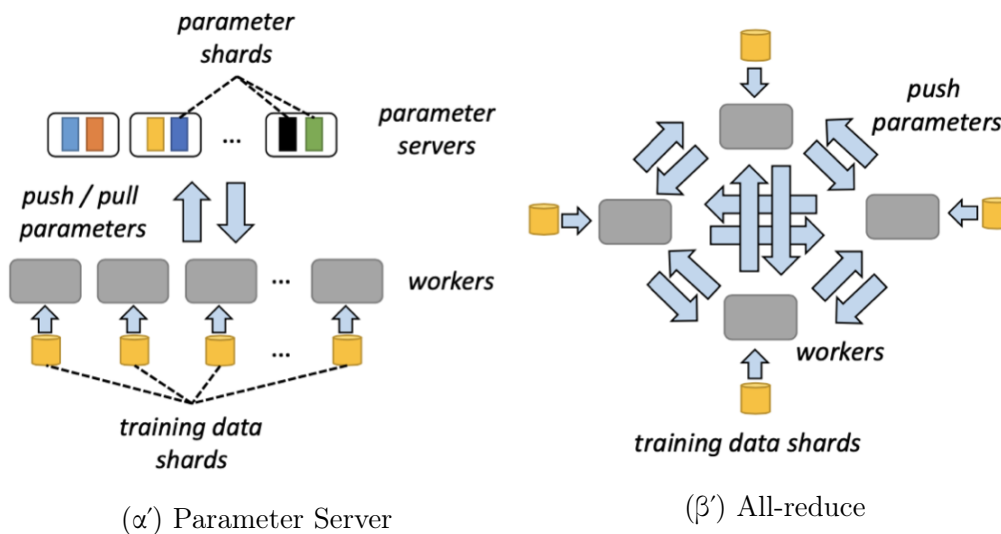 parameter
shards
parameter
servers
...
push / pull
parameters
...
workers
...
training data
shards
(α΄) Parameter Server
push
parameters
workers
training data shards
(β΄) All-reduce